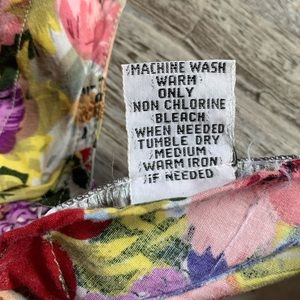 MACHINE WASH
WARM
ONLY
NON CHLORINE
BLEACH
WHEN NEEDED
TUMBLE DRY
MEDIUM
WARM IRON
IF NEEDED